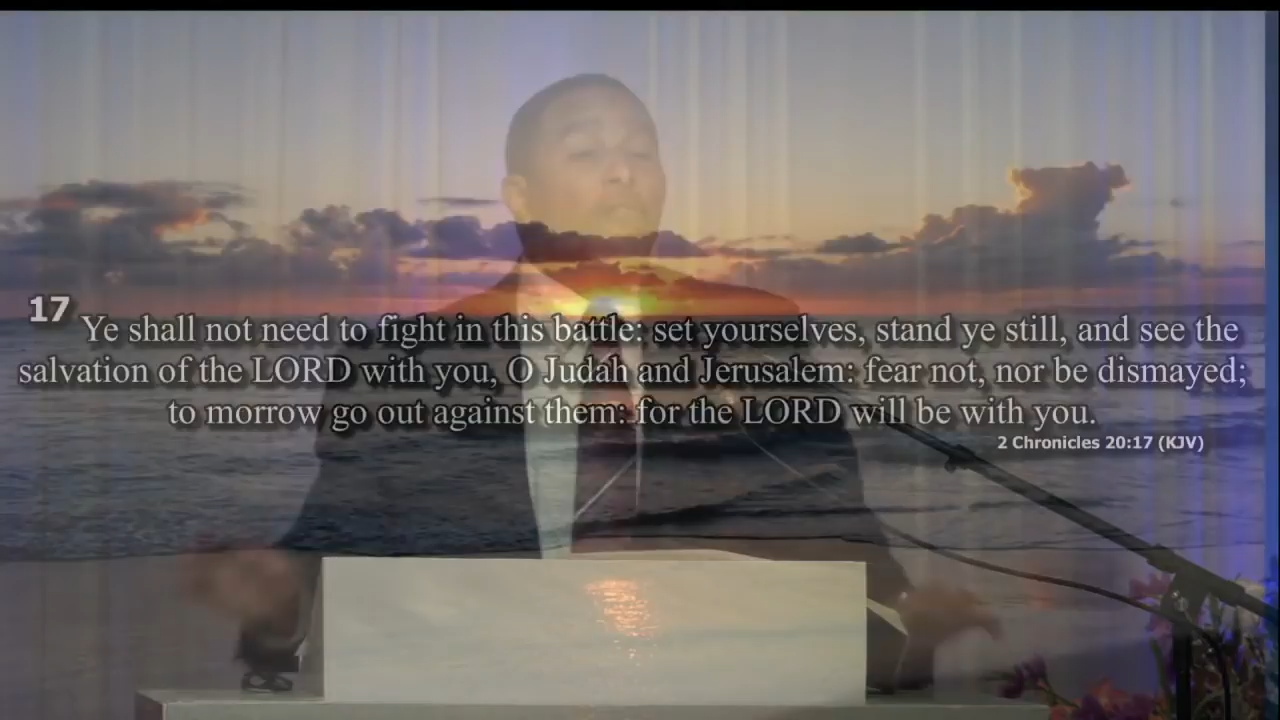 17
Ye shall not need to fight in this battle: set yourselves, stand ye still, and see the
salvation of the LORD with you, O Judah and Jerusalem: fear not, nor be dismayed;
to morrow go out against them: for the LORD will be with you.
2 Chronicles 20:17 (KJV)